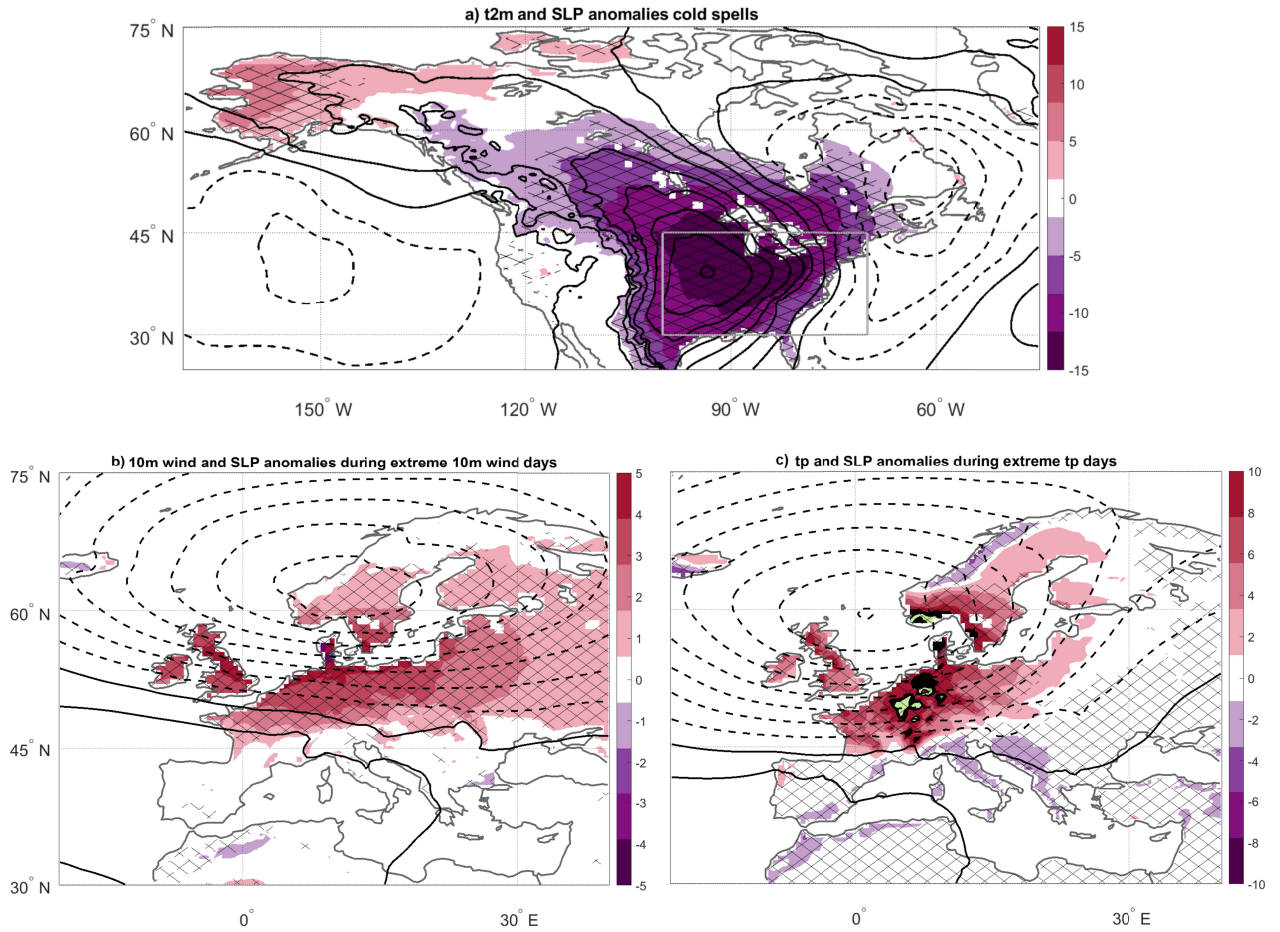 a) t2m and SLP anomalies cold spells
75° N
60° N
45° N
30° N
150° W
120° W
90° W
60° W
15
10
5
0
-5
-10
-15
b) 10m wind and SLP anomalies during extreme 10m wind days
75° N
60° N
45° N
30° N
0°
30° E
5
4
3
2
1
0
-1
-2
-3
-4
-5
c) tp and SLP anomalies during extreme tp days
0°
30° E
10
8
6
4
2
0
-2
-4
-6
-8
-10